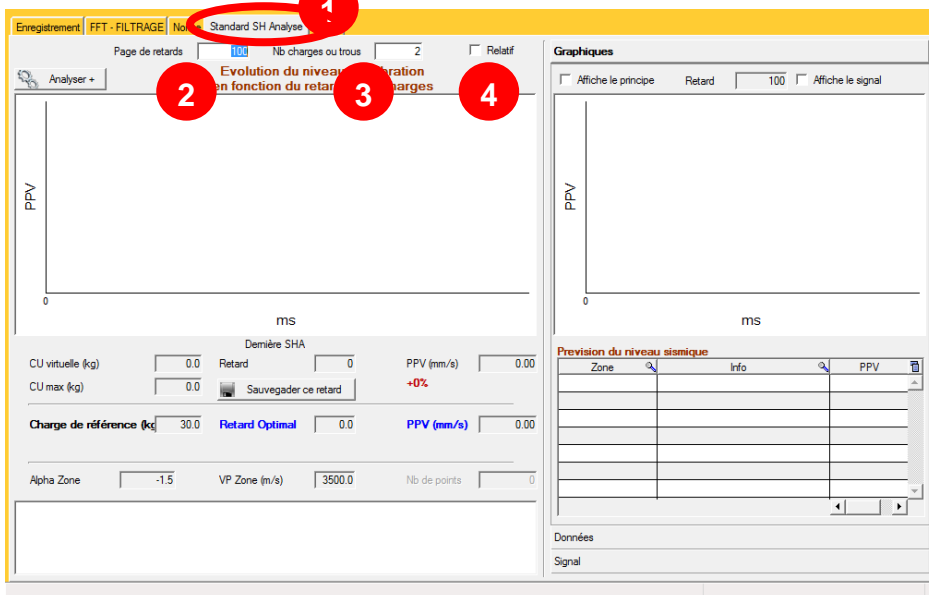 1
Enregistrement FFT - FILTRAGE Standard SH Analyse
Page de retards 100 Nb charges ou trous 2 Relatif
Analyser +
Evolution du
en fonction du
2 3 4
PPV
0
ms
Dernière SHA
CU virtuelle (kg) 0.0 Retard 0 PPV (mm/s) 0.00
CU max (kg) 0.0 Sauvegader ce retard +0%
Charge de référence (kg 30.0 Retard Optimal 0.0 PPV (mm/s) 0.00
Alpha Zone -1.5 VP Zone (m/s) 3500.0 Nb de points 0
Graphiques
Affiche le principe Retard 100 Affiche le signal
PPV
0
ms
Prevision du niveau sismique
Zone Info PPV
Données
Signal